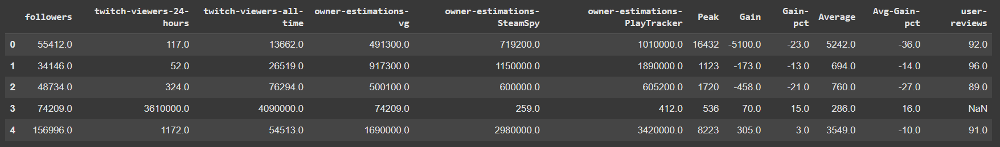 followers twitch-viewers-24-hours twitch-viewers-all-time owner-estimations-vg owner-estimations-SteamSpy owner-estimations-PlayTracker Peak Gain Gain-pct Average Avg-Gain-pct user-reviews
0 55412.0 117.0 13662.0 491300.0 719200.0 1010000.0 16432 -5100.0 -23.0 5242.0 -36.0 92.0
1 34146.0 52.0 26519.0 917300.0 1150000.0 1890000.0 1123 -173.0 -13.0 694.0 -14.0 96.0
2 48734.0 324.0 76294.0 500100.0 600000.0 605200.0 1720 -458.0 -21.0 760.0 -27.0 89.0
3 74209.0 3610000.0 4090000.0 74209.0 259.0 412.0 536 70.0 15.0 286.0 16.0 NaN
4 156996.0 1172.0 54513.0 1690000.0 2980000.0 3420000.0 8223 305.0 3.0 3549.0 -10.0 91.0